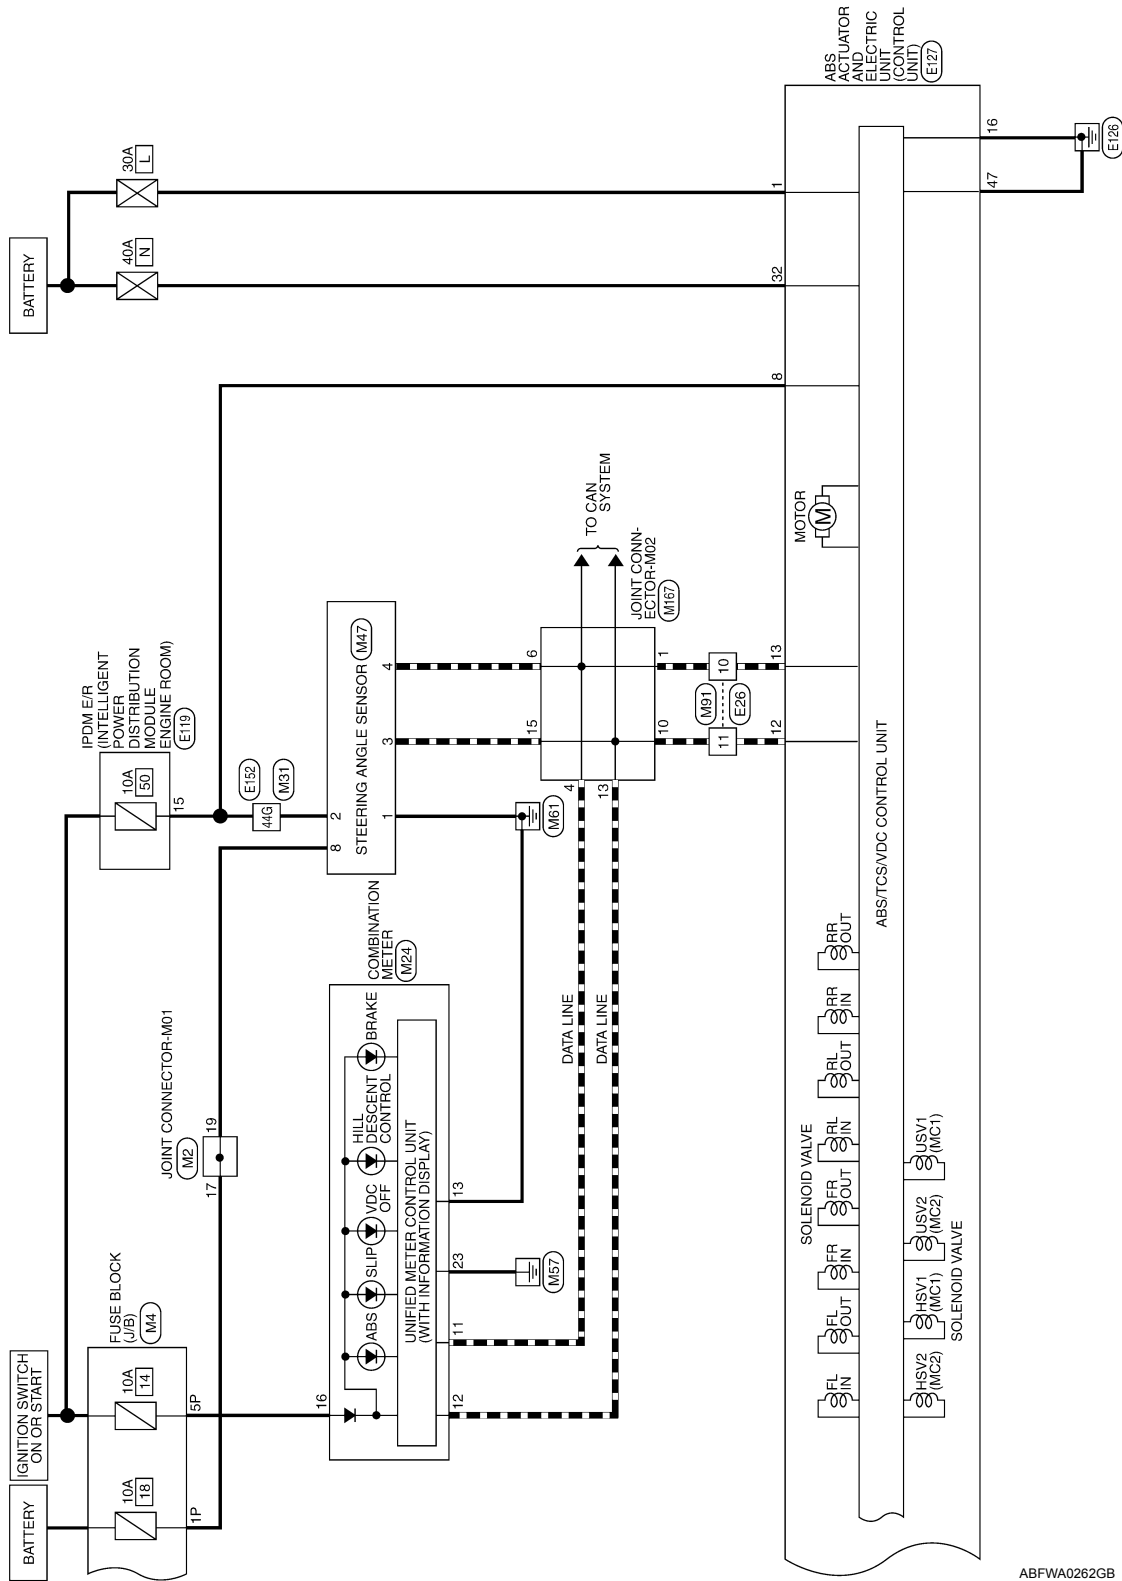 BATTERY
10A
18
1P
IGNITION SWITCH
ON OR START
10A
14
5P
FUSE BLOCK
(J/B)
M4
JOINT CONNECTOR-M01
M2
17
19
IPDM E/R
(INTELLIGENT
POWER
DISTRIBUTION
MODULE
ENGINE ROOM)
E119
10A
50
15
BATTERY
40A
N
30A
L
E152
M31
44G
COMBINATION
METER
M24
16
ABS
SLIP
VDC
OFF
HILL
DESCENT
CONTROL
BRAKE
UNIFIED METER CONTROL UNIT
(WITH INFORMATION DISPLAY)
12
11
23
13
M57
8
2
STEERING ANGLE SENSOR
M47
1
3
4
M61
DATA LINE
DATA LINE
4
13
15
6
10
1
TO CAN
SYSTEM
JOINT CONN-
ECTOR-M02
M167
M91
E26
11
10
12
13
8
32
1
ABS
ACTUATOR
AND
ELECTRIC
UNIT
(CONTROL
UNIT)
E127
SOLENOID VALVE
FL
IN
FL
OUT
FR
IN
FR
OUT
RL
IN
RL
OUT
RR
IN
RR
OUT
MOTOR
M
ABS/TCS/VDC CONTROL UNIT
HSV2
(MC2)
HSV1
(MC1)
USV2
(MC2)
USV1
(MC1)
SOLENOID VALVE
47
16
E126
ABFWA0262GB